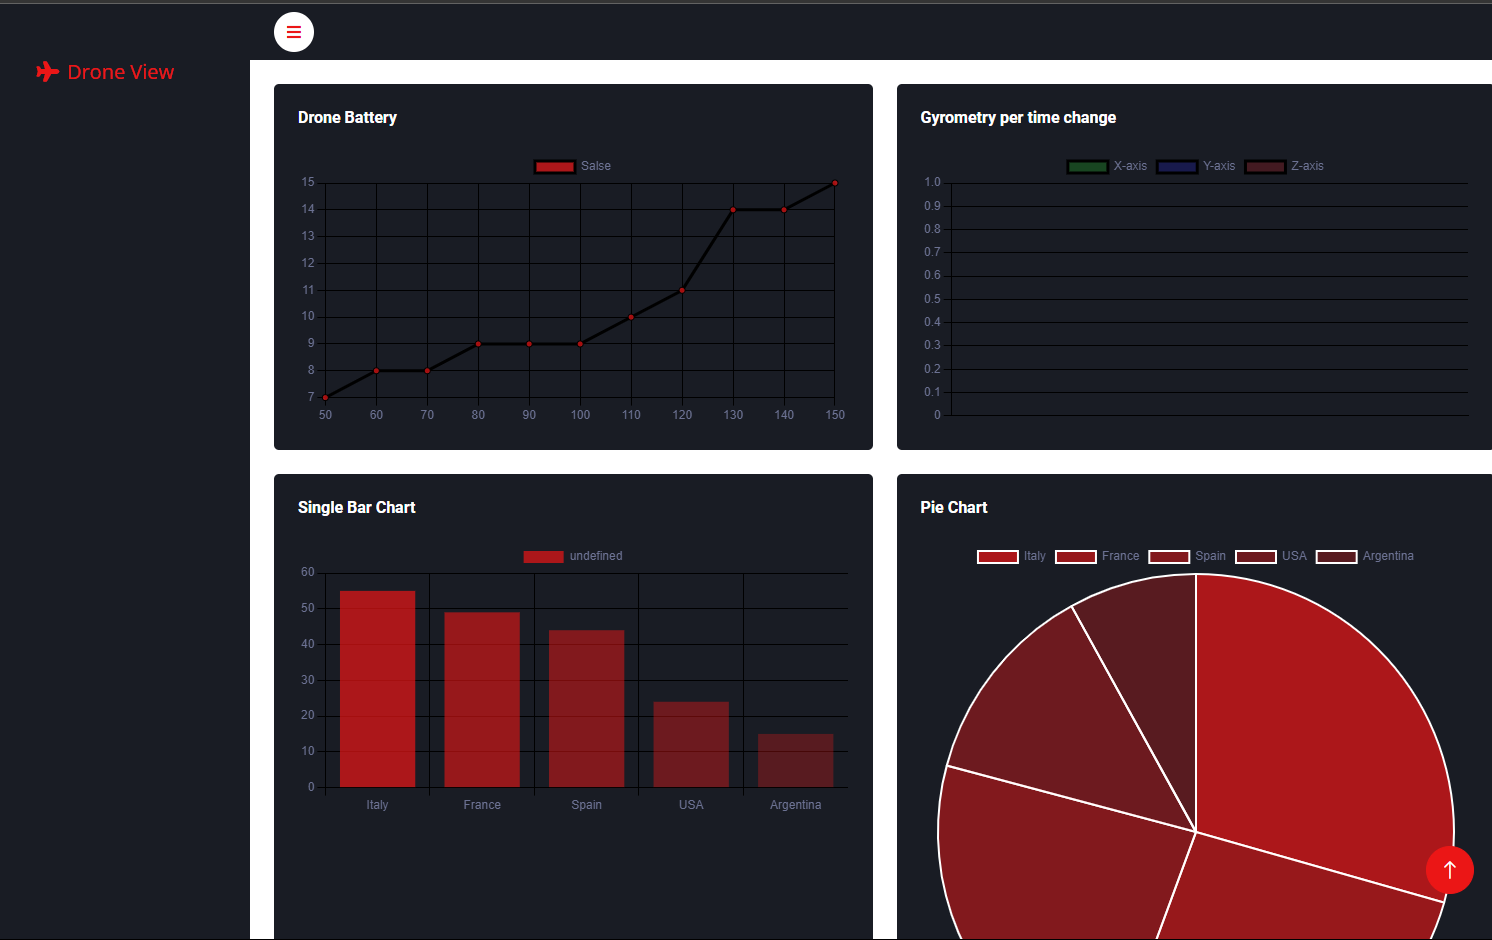 Drone View
Drone Battery
Salse
15
14
13
12
11
10
9
8
7
50 60 70 80 90 100 110 120 130 140 150
Gyrometry per time change
X-axis Y-axis Z-axis
1.0
0.9
0.8
0.7
0.6
0.5
0.4
0.3
0.2
0.1
0
Single Bar Chart
undefined
60
50
40
30
20
10
0
Italy France Spain USA Argentina
Pie Chart
Italy France Spain USA Argentina